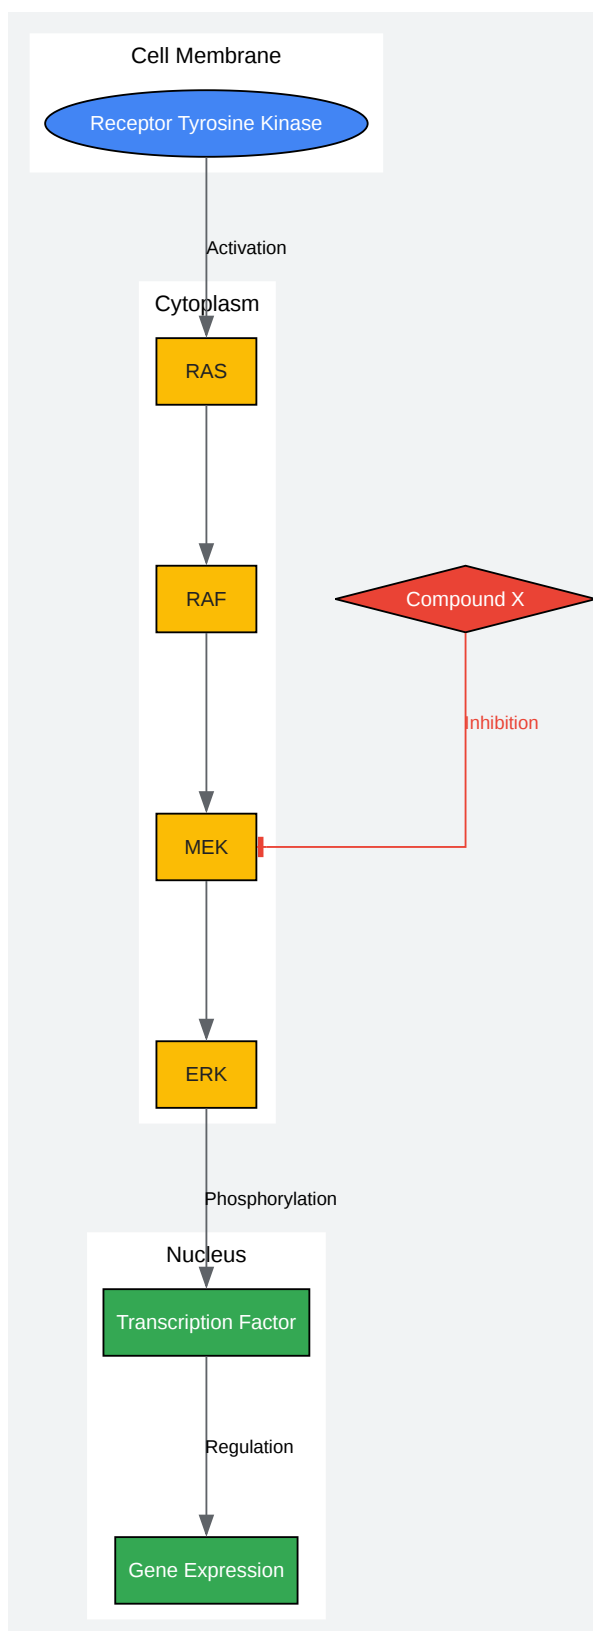 Cell Membrane
Receptor Tyrosine Kinase
Activation
Cytoplasm
RAS
RAF
Compound X
Inhibition
MEK
ERK
Phosphorylation
Nucleus
Transcription Factor
Regulation
Gene Expression